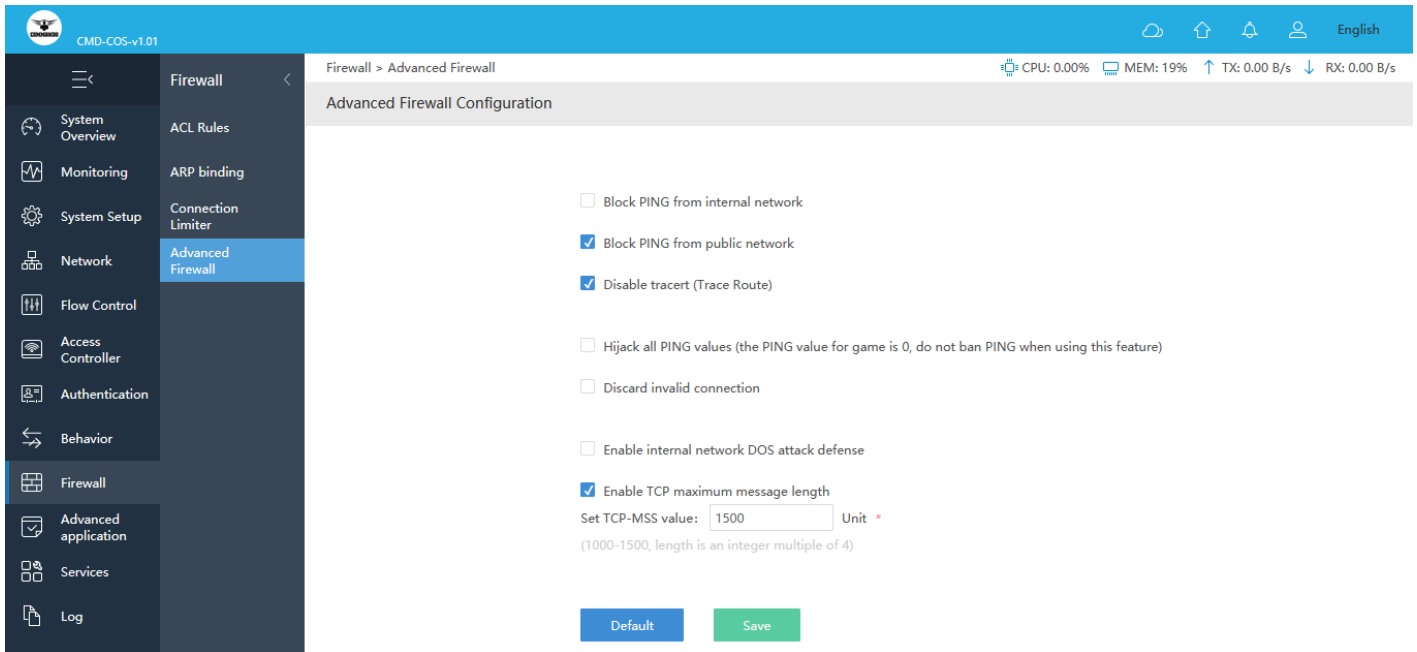 COMMANDO
CMD-COS-v1.01
English
Firewall
Firewall > Advanced Firewall
CPU: 0.00%
MEM: 19%
TX: 0.00 B/s
RX: 0.00 B/s
Advanced Firewall Configuration
System
Overview
Monitoring
System Setup
Network
Flow Control
Access
Controller
Authentication
Behavior
Firewall
Advanced
application
Services
Log
ACL Rules
ARP binding
Connection
Limiter
Advanced
Firewall
Block PING from internal network
Block PING from public network
Disable tracert (Trace Route)
Hijack all PING values (the PING value for game is 0, do not ban PING when using this feature)
Discard invalid connection
Enable internal network DOS attack defense
Enable TCP maximum message length
Set TCP-MSS value: 1500 Unit *
(1000-1500, length is an integer multiple of 4)
Default
Save